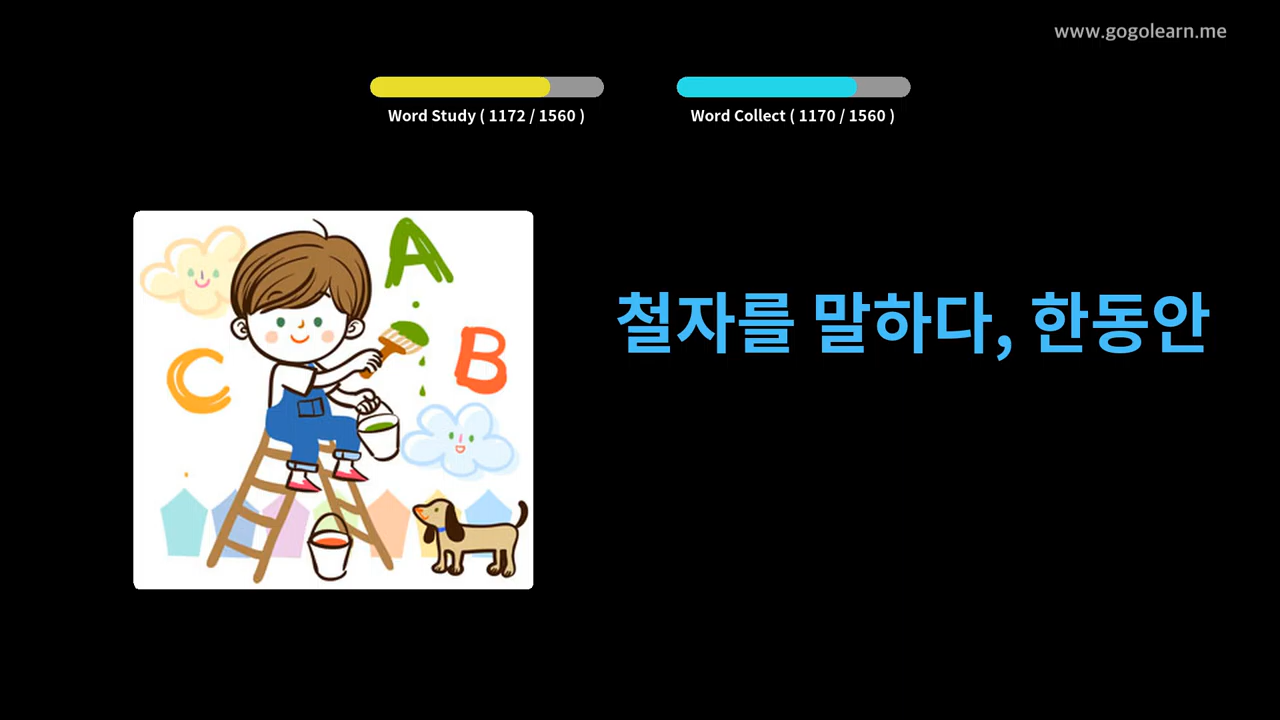 www.gogolearn.me
Word Study ( 1172 / 1560 )
Word Collect ( 1170 / 1560 )
A
B
C
철자를 말하다, 한동안